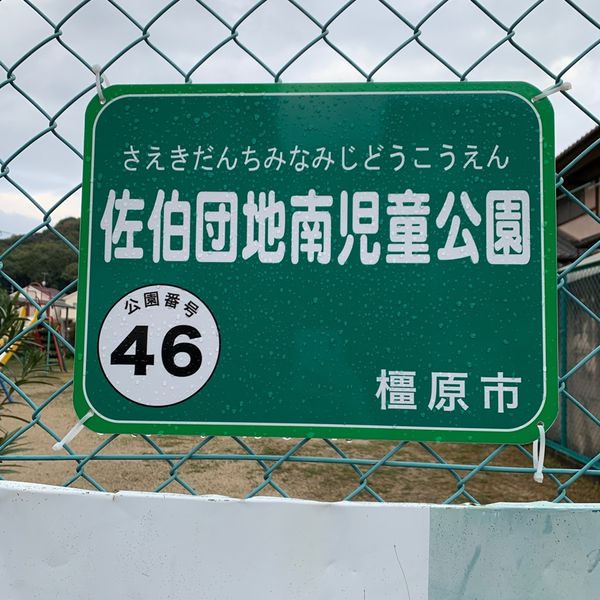 さえきだんちみなみじどうこうえん
佐伯団地南児童公園
公園番号
46
橿原市